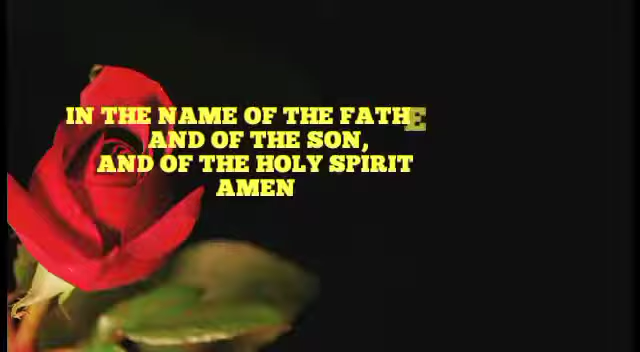 IN THE NAME OF THE FATHE
AND OF THE SON,
AND OF THE HOLY SPIRIT
AMEN